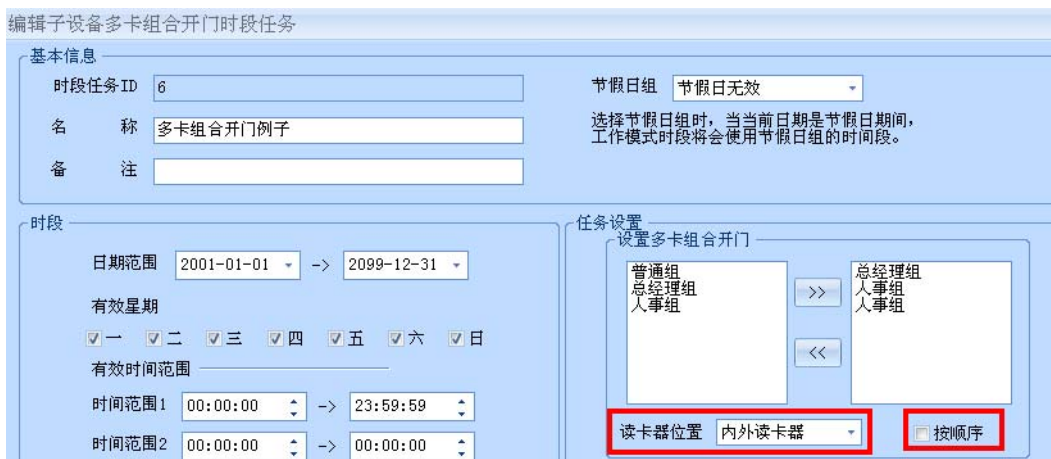 编辑子设备多卡组合开门时段任务
基本信息
时段任务ID 6
节假日组 节假日无效
名 称 多卡组合开门例子
选择节假日组时，当当前日期是节假日期间，
工作模式时段将会使用节假日组的时间段。
备 注
时段
日期范围 2001-01-01 -> 2099-12-31
有效星期
一 二 三 四 五 六 日
有效时间范围
时间范围1 00:00:00 -> 23:59:59
时间范围2 00:00:00 -> 00:00:00
任务设置
设置多卡组合开门
普通组
总经理组
人事组
>>
<<
总经理组
人事组
人事组
读卡器位置 内外读卡器
按顺序